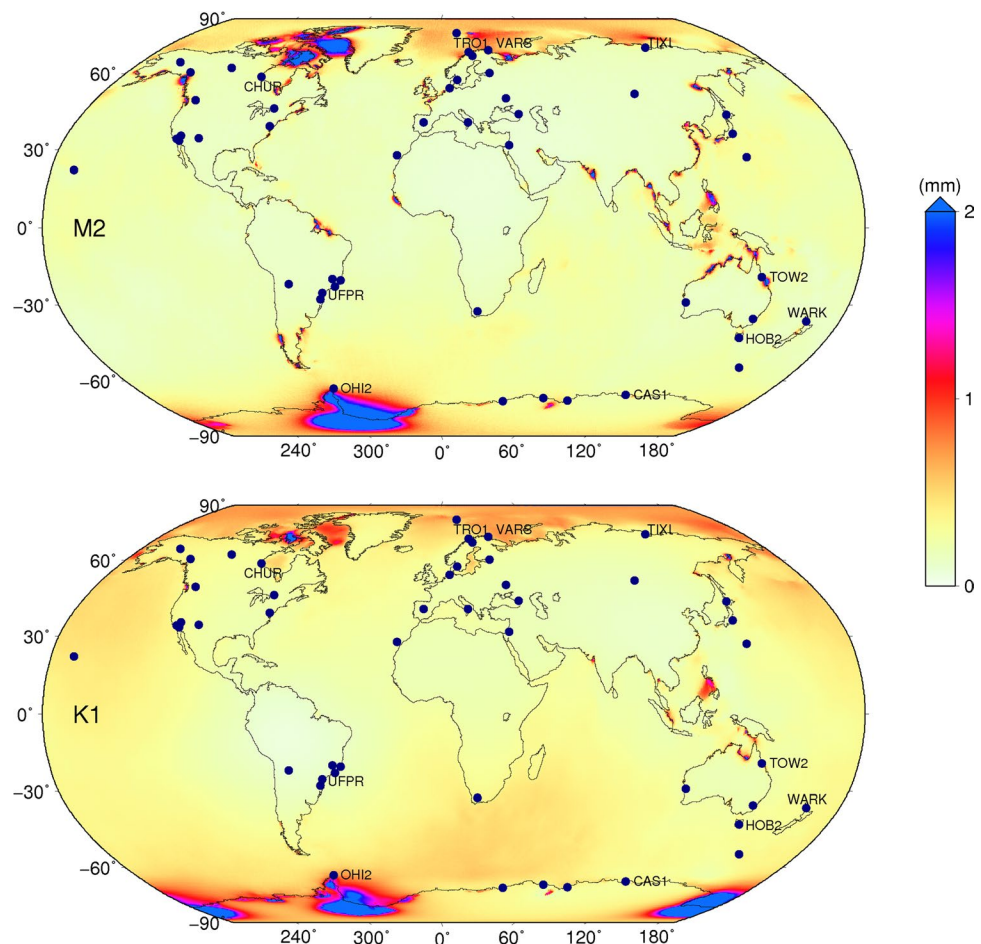 90°
TRO1 VARS TIXI
60°
CHUR
30°
(mm)
2
0°
M2
TOW2
−30°
UFPR
WARK
HOB2
1
−60°
OHI2
CAS1
−90°
240° 300° 0° 60° 120° 180°
90°
TRO1 VARS TIXI
60°
CHUR
0
30°
0°
K1
TOW2
−30°
UFPR
WARK
HOB2
−60°
OHI2
CAS1
−90°
240° 300° 0° 60° 120° 180°